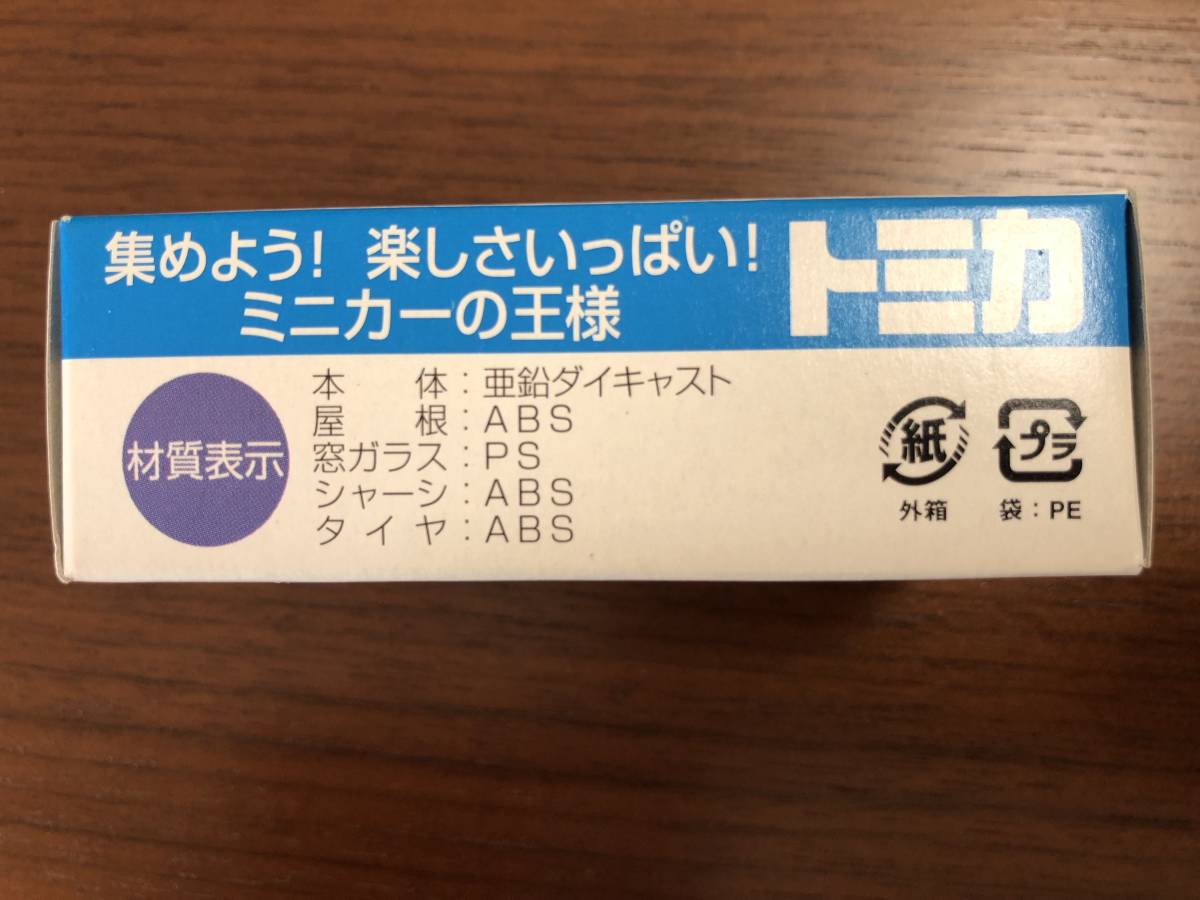 集めよう! 楽しさいっぱい!
ミニカーの王様
トミカ
材質表示
本体:亜鉛ダイキャスト
屋根:ABS
窓ガラス:PS
シャーシ:ABS
タイヤ:ABS
紙
外箱
プラ
袋:PE